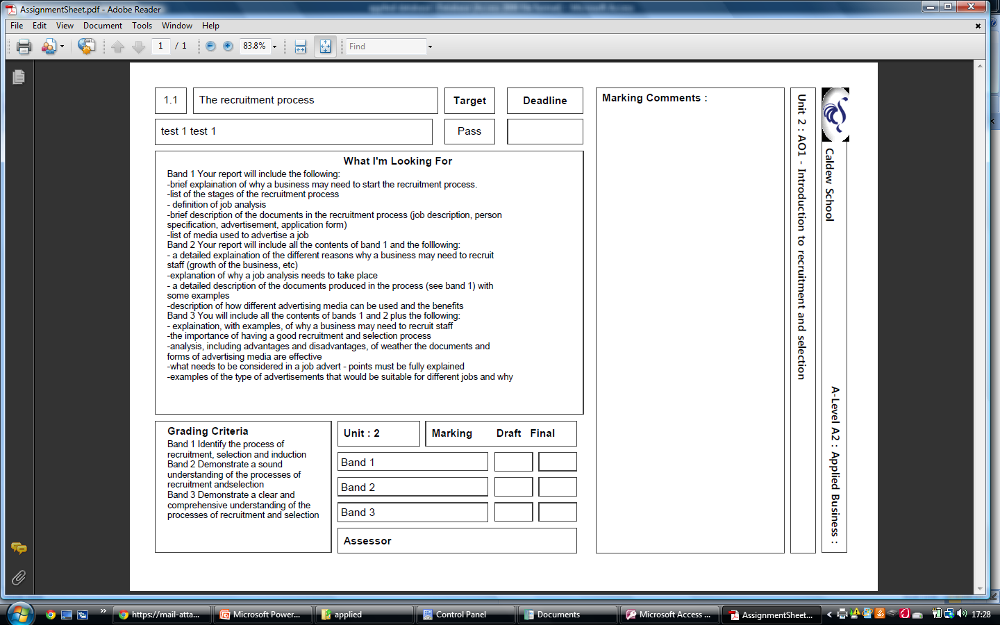 AssignmentSheet.pdf - Adobe Reader
File Edit View Document Tools Window Help
1 / 1 83.8% Find
1.1 The recruitment process Target Deadline
test 1 test 1 Pass
What I'm Looking For
Band 1 Your report will include the following:
-brief explaination of why a business may need to start the recruitment process.
-list of the stages of the recruitment process
- definition of job analysis
-brief description of the documents in the recruitment process (job description, person
specification, advertisement, application form)
-list of media used to advertise a job
Band 2 Your report will include all the contents of band 1 and the folllowing:
- a detailed explaination of the different reasons why a business may need to recruit
staff (growth of the business, etc)
-explanation of why a job analysis needs to take place
- a detailed description of the documents produced in the process (see band 1) with
some examples
-description of how different advertising media can be used and the benefits
Band 3 You will include all the contents of bands 1 and 2 plus the following:
- explaination, with examples, of why a business may need to recruit staff
-the importance of having a good recruitment and selection process
-analysis, including advantages and disadvantages, of weather the documents and
forms of advertising media are effective
-what needs to be considered in a job advert - points must be fully explained
-examples of the type of advertisements that would be suitable for different jobs and why
Grading Criteria
Band 1 Identify the process of
recruitment, selection and induction
Band 2 Demonstrate a sound
understanding of the processes of
recruitment andselection
Band 3 Demonstrate a clear and
comprehensive understanding of the
processes of recruitment and selection
Unit : 2 Marking Draft Final
Band 1
Band 2
Band 3
Assessor
Marking Comments :
Unit 2 : AO1 - Introduction to recruitment and selection
Caldew School
A-Level A2 : Applied Business :
https://mail-atta... Microsoft Power... applied Control Panel Documents Microsoft Access ... AssignmentSheet... 17:28